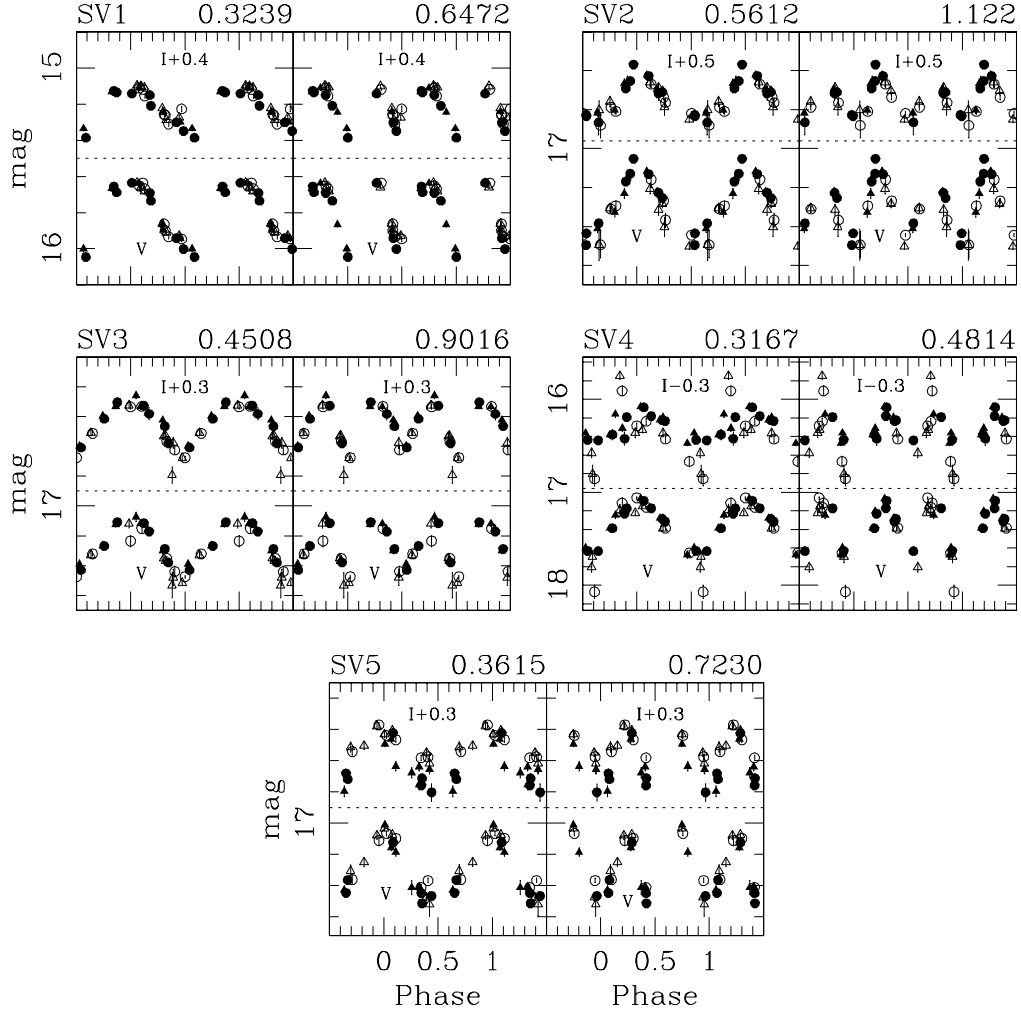 SV1 0.3239 0.6472 SV2 0.5612 1.122
I+0.4 I+0.4 I+0.5 I+0.5
15
mag 17
16 V V V V
SV3 0.4508 0.9016 SV4 0.3167 0.4814
I+0.3 I+0.3 I-0.3 I-0.3
16
mag
17 17
V V V V
18
SV5 0.3615 0.7230
I+0.3 I+0.3
mag 17
V V
0 0.5 1 0 0.5 1
Phase Phase